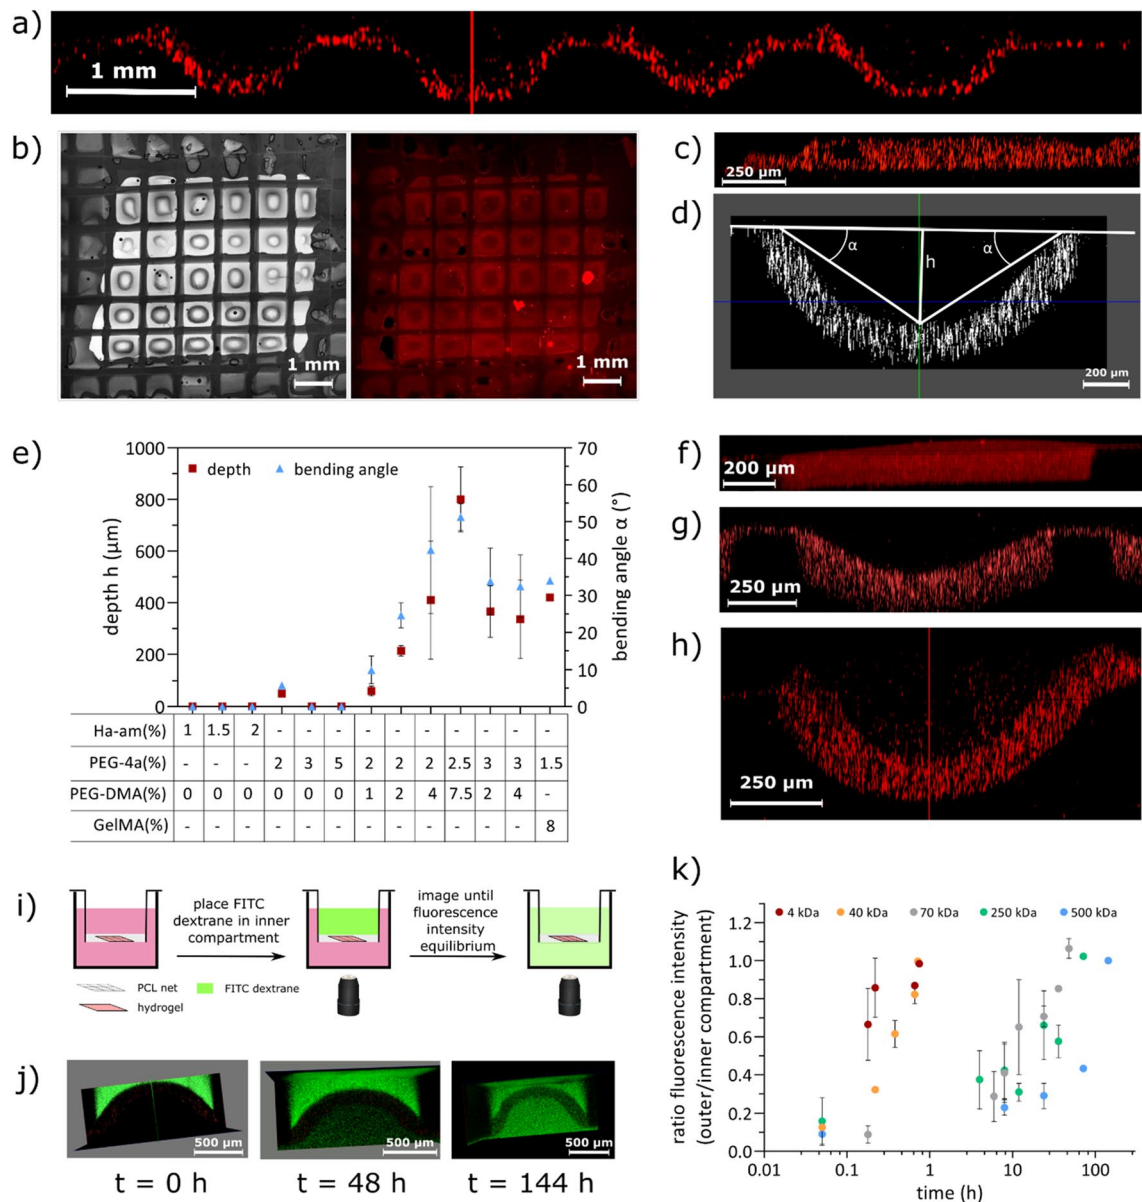 a)
1 mm
b)
1 mm
1 mm
c)
250 µm
d)
α
h
α
200 µm
e)
depth
bending angle
depth h (µm)
1000
800
600
400
200
0
bending angle α (°)
70
60
50
40
30
20
10
0
Ha-am(%) 1 1.5 2 - - - - - - - - - -
PEG-4a(%) - - - 2 3 5 2 2 2 2.5 3 3 1.5
PEG-DMA(%) 0 0 0 0 0 0 1 2 4 7.5 2 4 -
GelMA(%) - - - - - - - - - - - - 8
f)
200 µm
g)
250 µm
h)
250 µm
i)
place FITC
dextrane in inner
compartment
image until
fluorescence
intensity
equilibrium
PCL net
hydrogel
FITC dextrane
j)
500 µm
500 µm
500 µm
t = 0 h
t = 48 h
t = 144 h
k)
4 kDa
40 kDa
70 kDa
250 kDa
500 kDa
ratio fluorescence intensity
(outer/inner compartment)
1.2
1.0
0.8
0.6
0.4
0.2
0.0
0.01
0.1
1
10
100
time (h)